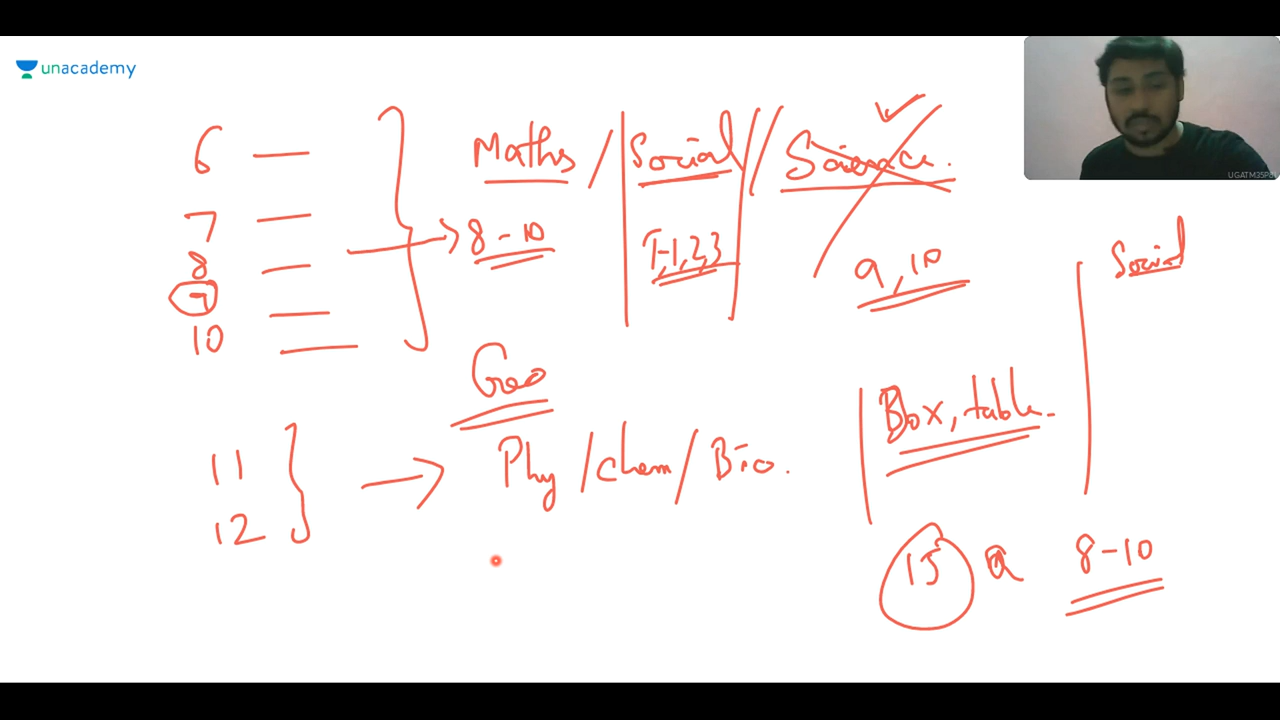 unacademy
UGATM3SP8I
6 — Maths / Social // Science.
7 —
8 — → 8 - 10
T-1,2,3
9, 10
Social
9 —
10 —
Geo
Box, table.
11
12
→ Phy / chem / Bio.
15 Q
8-10